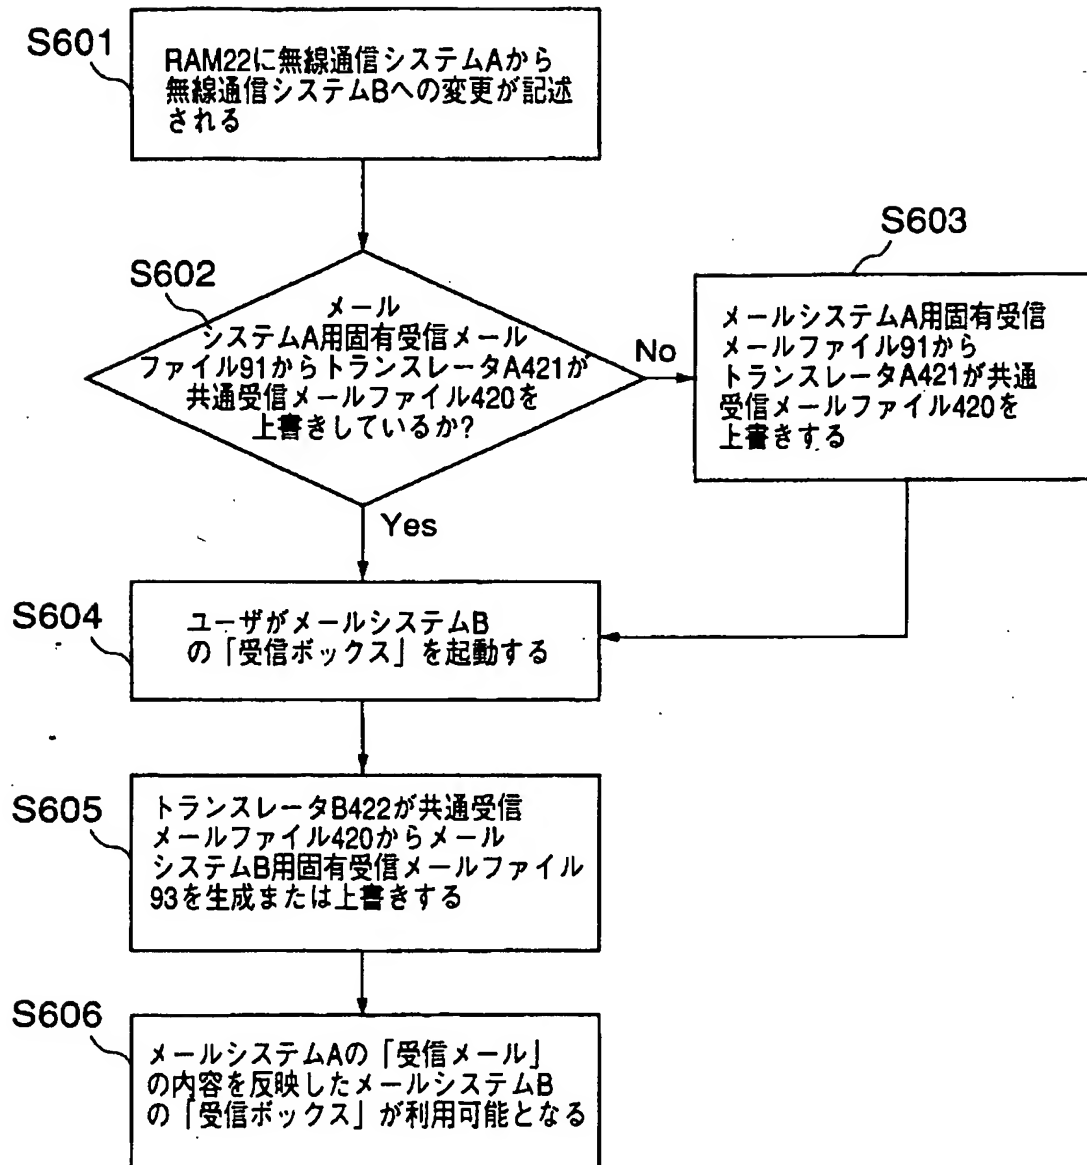 S601
RAM22に無線通信システムAから
無線通信システムBへの変更が記述
される
S602
メール
システムA用固有受信メール
ファイル91からトランスレータA421が
共通受信メールファイル420を
上書きしているか?
No
S603
メールシステムA用固有受信
メールファイル91から
トランスレータA421が共通
受信メールファイル420を
上書きする
Yes
S604
ユーザがメールシステムB
の「受信ボックス」を起動する
S605
トランスレータB422が共通受信
メールファイル420からメール
システムB用固有受信メールファイル
93を生成または上書きする
S606
メールシステムAの「受信メール」
の内容を反映したメールシステムB
の「受信ボックス」が利用可能となる